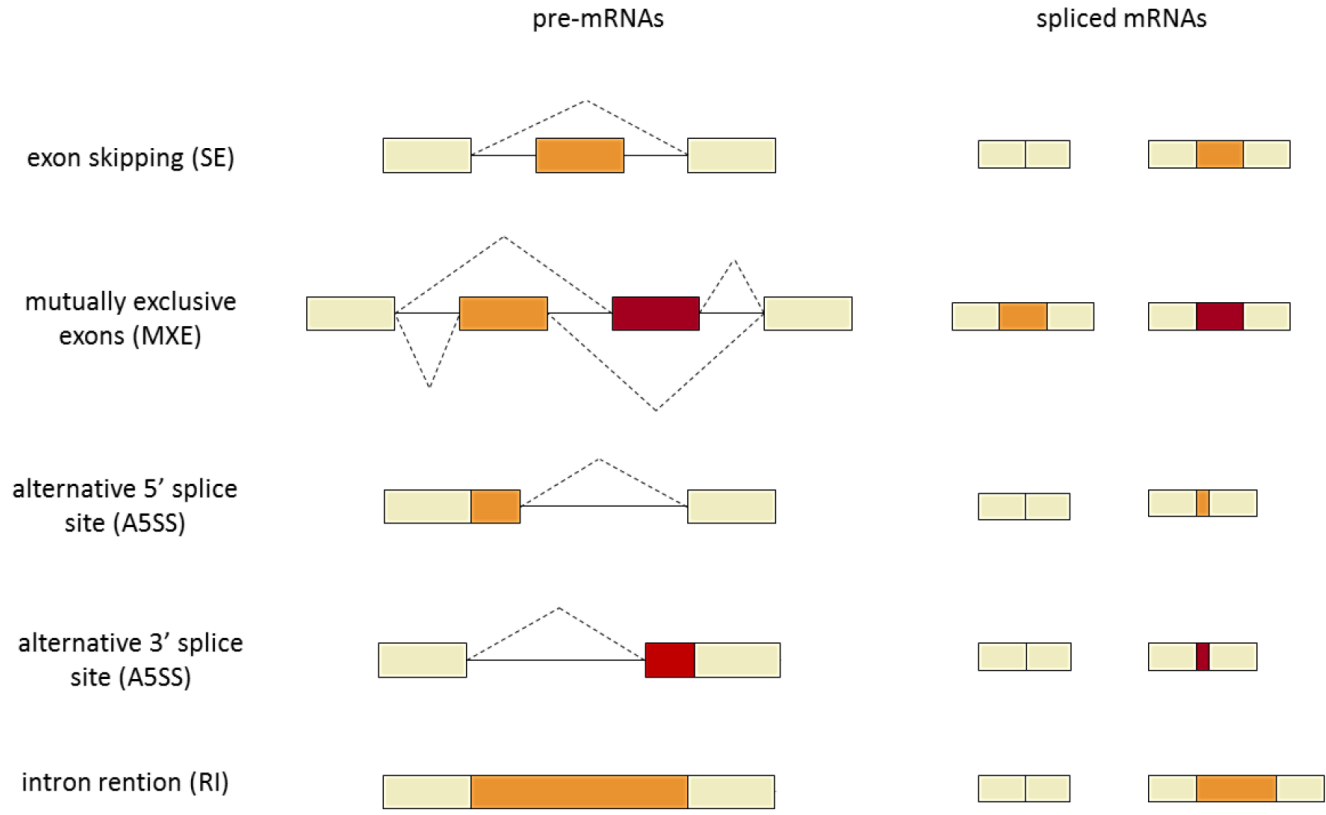 pre-mRNAs
spliced mRNAs
exon skipping (SE)
mutually exclusive
exons (MXE)
alternative 5’ splice
site (A5SS)
alternative 3’ splice
site (A5SS)
intron rention (RI)